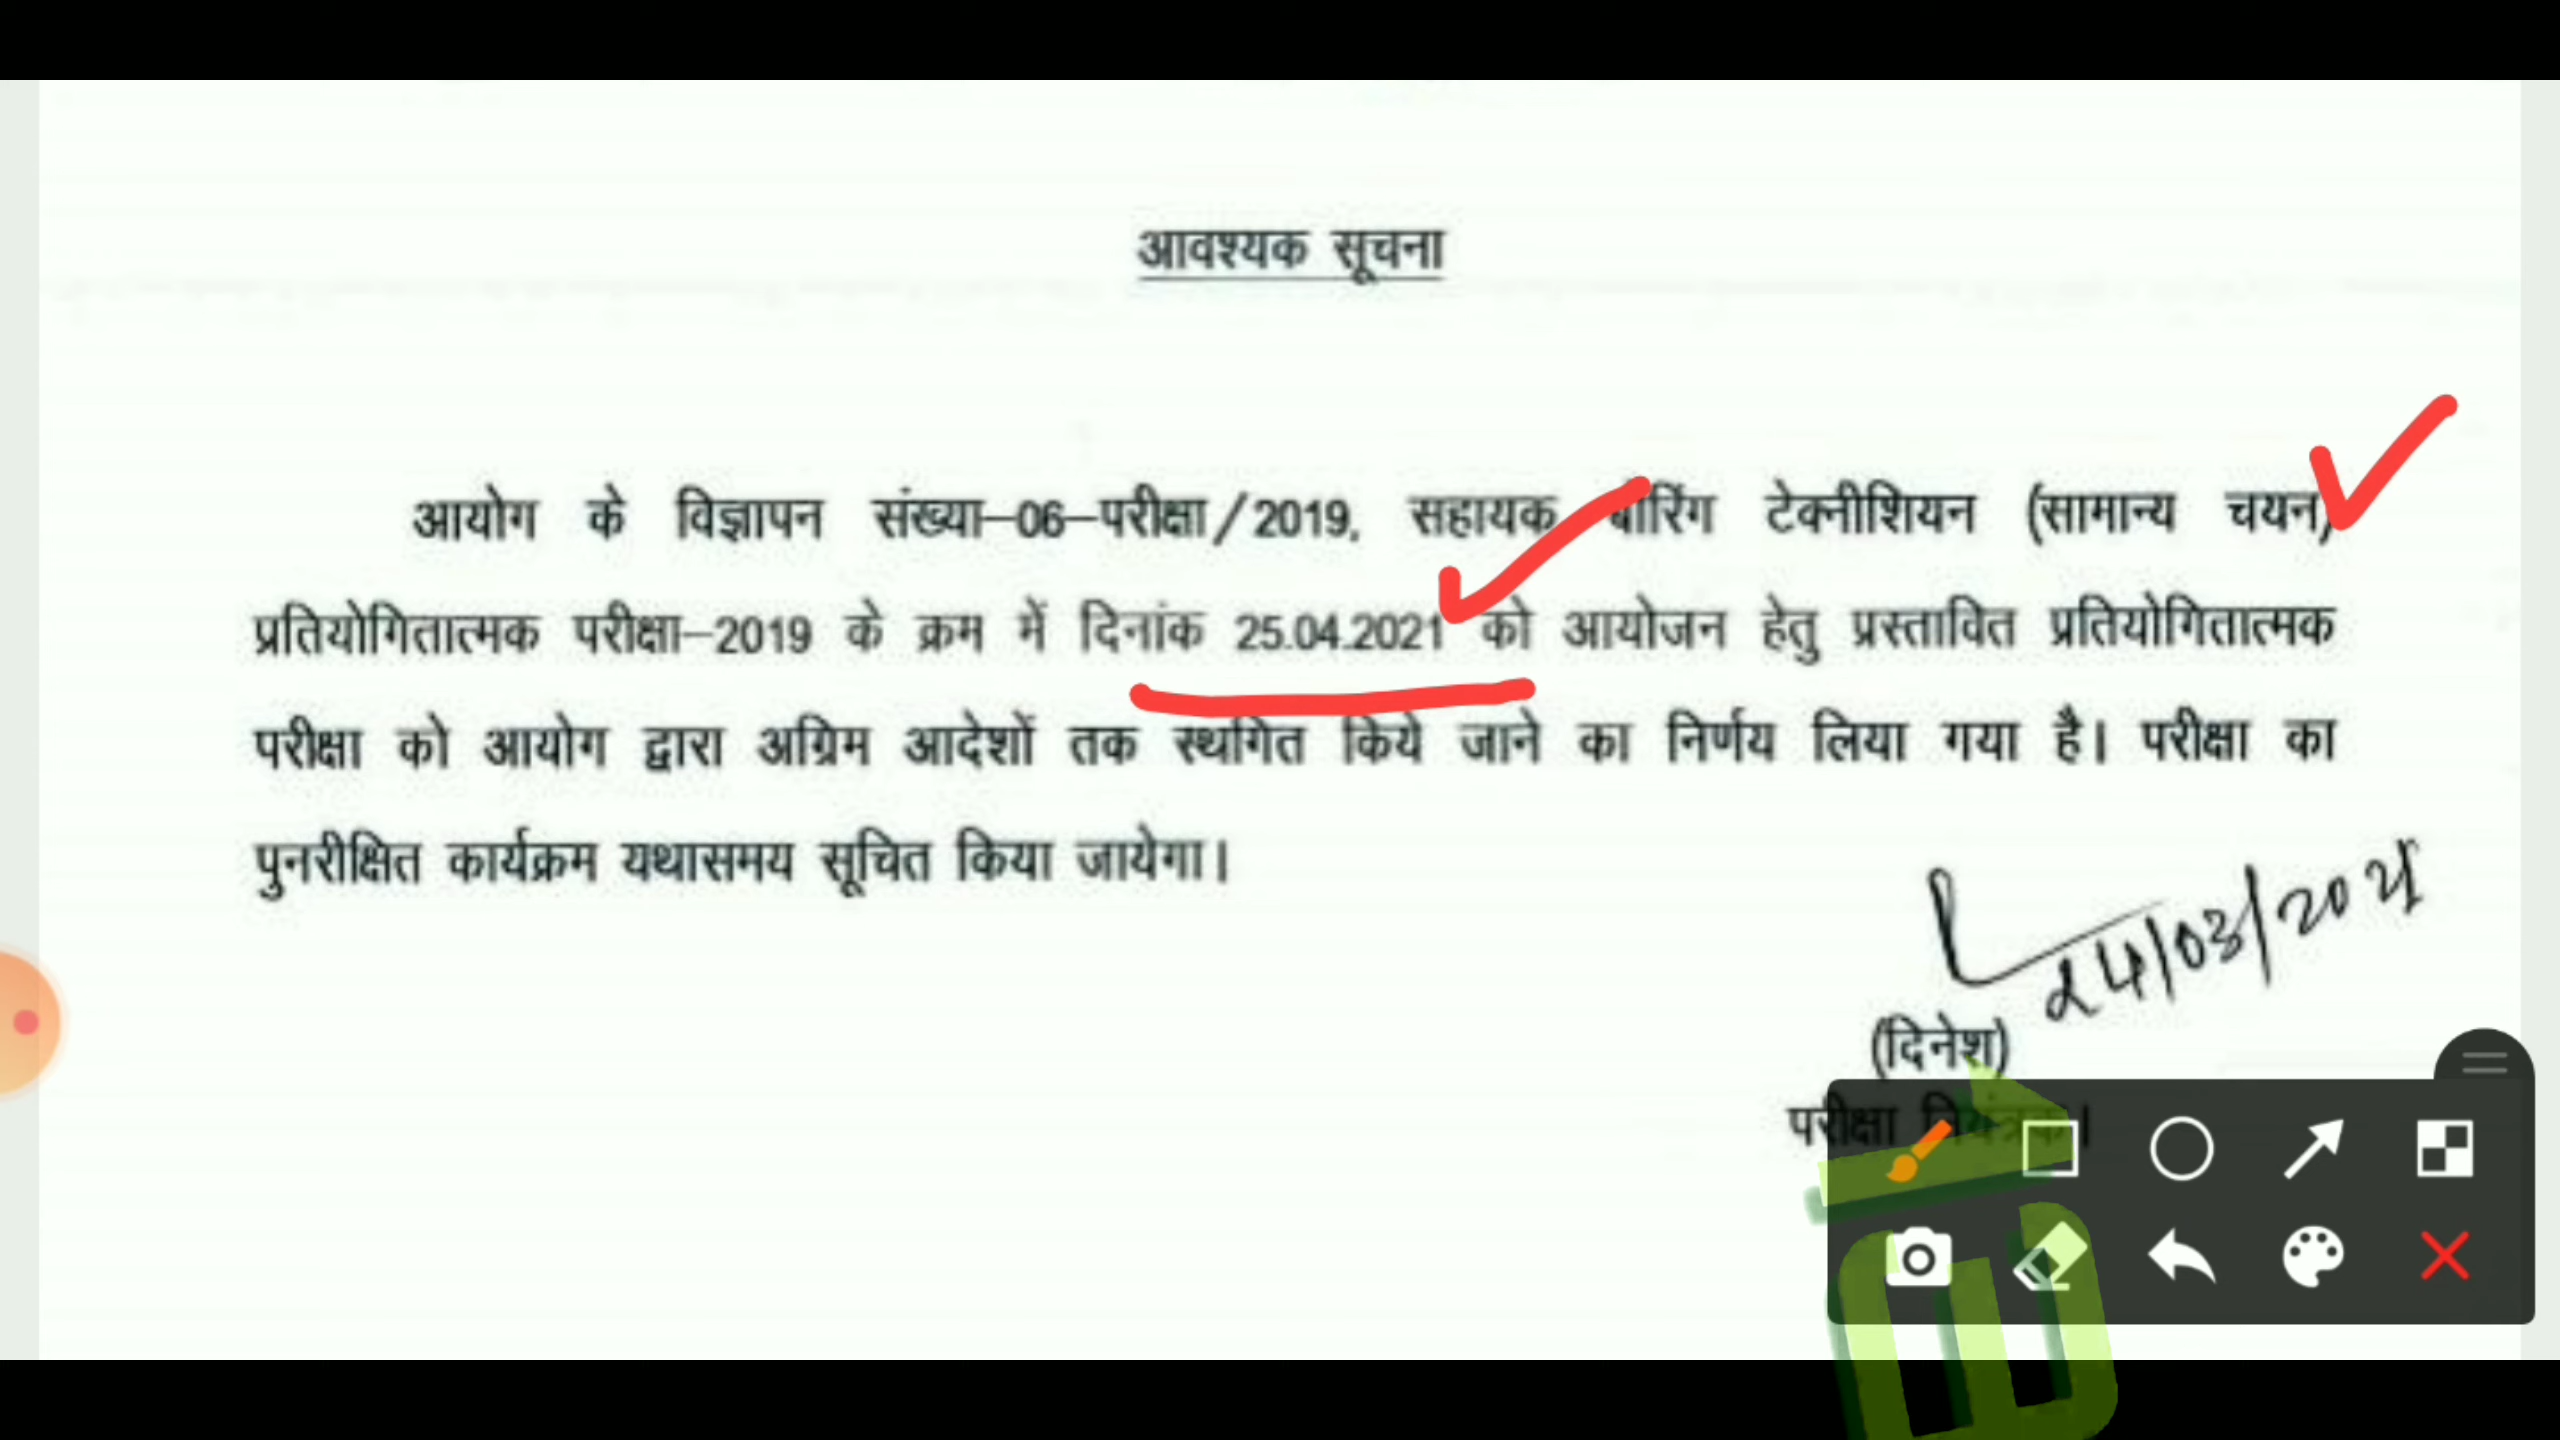 आवश्यक सूचना
आयोग के विज्ञापन संख्या–06–परीक्षा/2019, सहायक बोरिंग टेक्नीशियन (सामान्य चयन)
प्रतियोगितात्मक परीक्षा–2019 के क्रम में दिनांक 25.04.2021 को आयोजन हेतु प्रस्तावित प्रतियोगितात्मक
परीक्षा को आयोग द्वारा अग्रिम आदेशों तक स्थगित किये जाने का निर्णय लिया गया है। परीक्षा का
पुनरीक्षित कार्यक्रम यथासमय सूचित किया जायेगा।
24/03/2021
(दिनेश)
परीक्षा नियंत्रक।